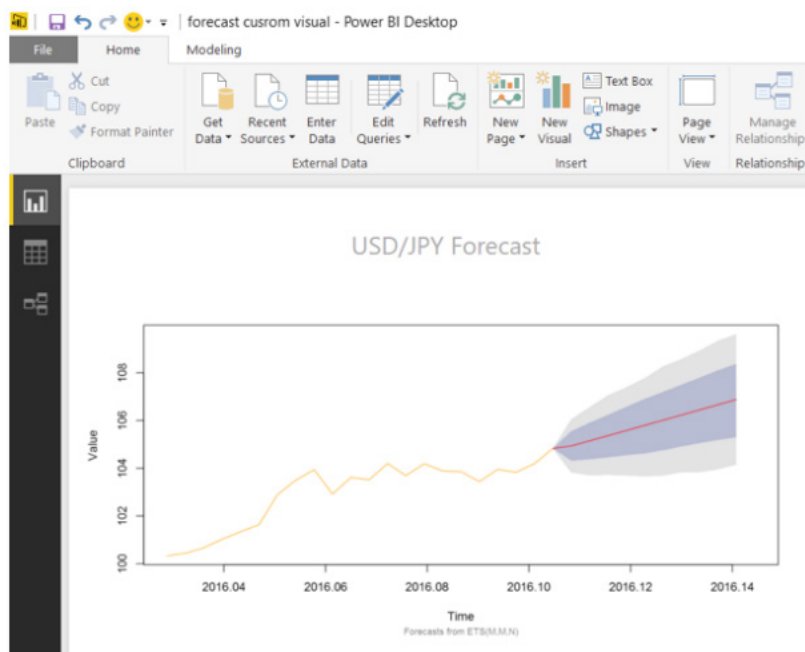 forecast cusrom visual - Power BI Desktop
File Home Modeling
Paste
Cut
Copy
Format Painter
Clipboard
Get Data
Recent Sources
Enter Data
Edit Queries
Refresh
External Data
New Page
New Visual
Text Box
Image
Shapes
Insert
Page View
View
Manage Relationship
Relationship
USD/JPY Forecast
Value
108
106
104
102
100
2016.04 2016.06 2016.08 2016.10 2016.12 2016.14
Time
Forecasts from ETS(M,M,N)